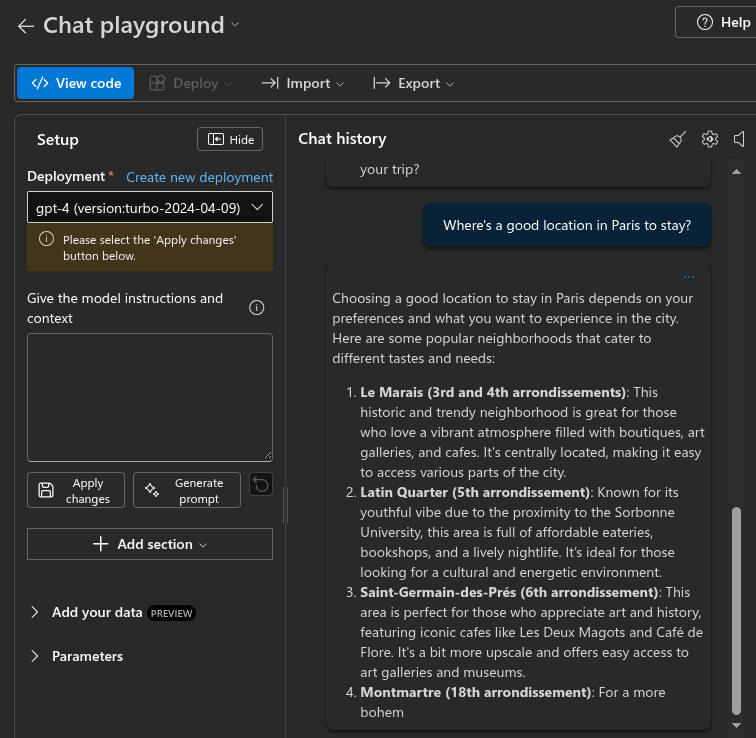 Chat playground
Help
View code
Deploy
Import
Export
Setup
Hide
Deployment *
Create new deployment
gpt-4 (version:turbo-2024-04-09)
Please select the 'Apply changes'
button below.
Give the model instructions and
context
Apply
changes
Generate
prompt
Add section
Add your data PREVIEW
Parameters
Chat history
your trip?
Where's a good location in Paris to stay?
...
Choosing a good location to stay in Paris depends on your
preferences and what you want to experience in the city.
Here are some popular neighborhoods that cater to
different tastes and needs:
1. Le Marais (3rd and 4th arrondissements): This
historic and trendy neighborhood is great for those
who love a vibrant atmosphere filled with boutiques, art
galleries, and cafes. It's centrally located, making it easy
to access various parts of the city.
2. Latin Quarter (5th arrondissement): Known for its
youthful vibe due to the proximity to the Sorbonne
University, this area is full of affordable eateries,
bookshops, and a lively nightlife. It's ideal for those
looking for a cultural and energetic environment.
3. Saint-Germain-des-Prés (6th arrondissement): This
area is perfect for those who appreciate art and history,
featuring iconic cafes like Les Deux Magots and Café de
Flore. It's a bit more upscale and offers easy access to
art galleries and museums.
4. Montmartre (18th arrondissement): For a more
bohem